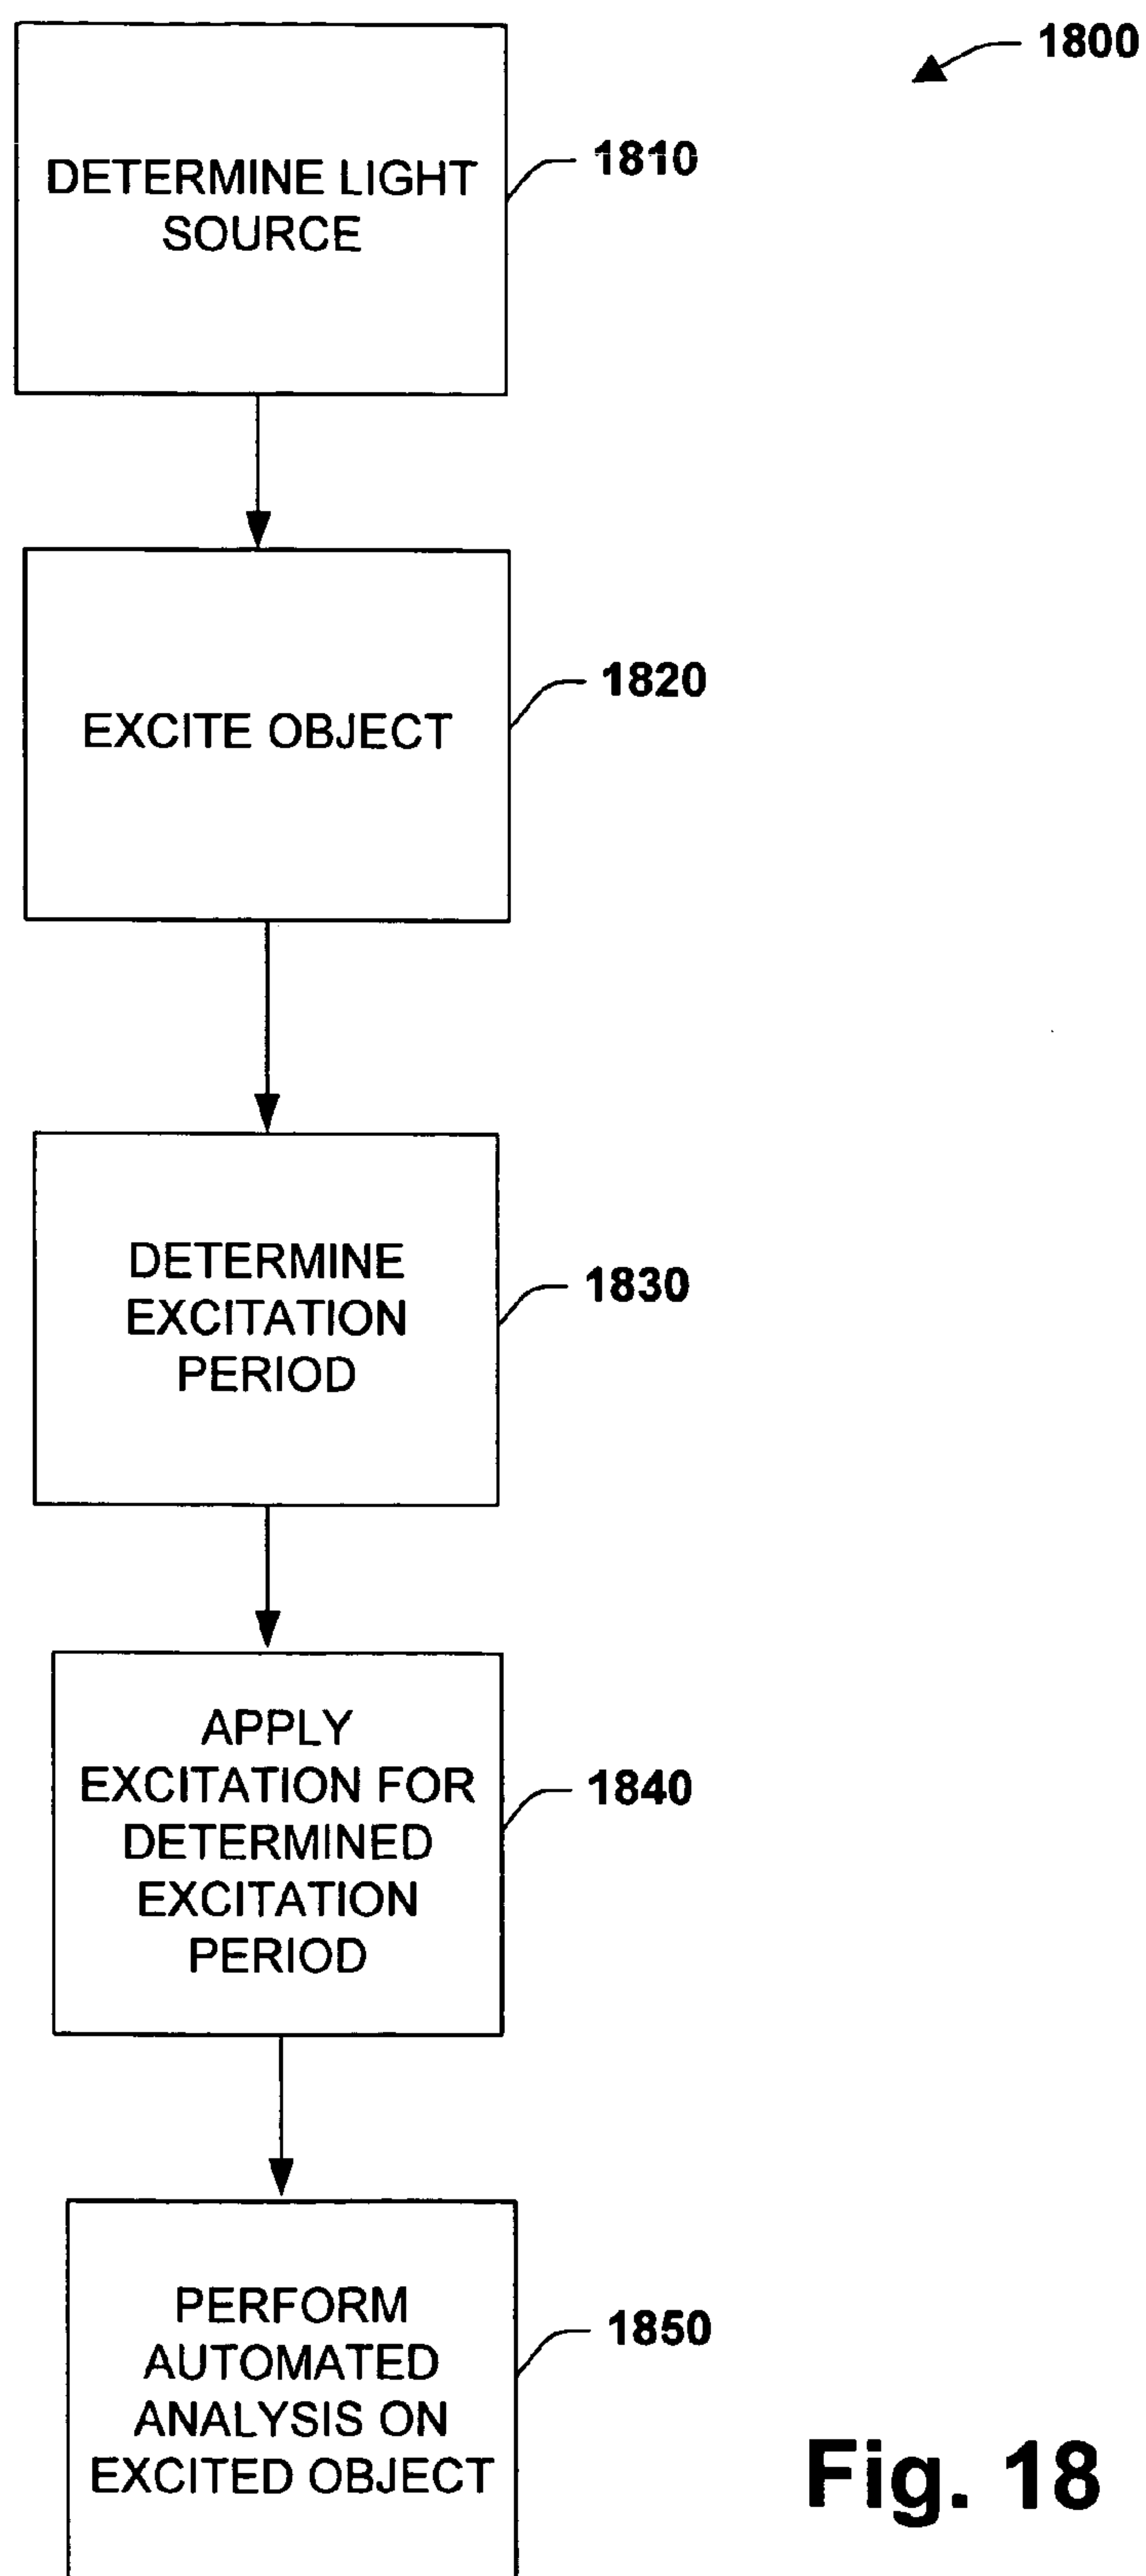 1800
DETERMINE LIGHT
SOURCE
1810
EXCITE OBJECT
1820
DETERMINE
EXCITATION
PERIOD
1830
APPLY
EXCITATION FOR
DETERMINED
EXCITATION
PERIOD
1840
PERFORM
AUTOMATED
ANALYSIS ON
EXCITED OBJECT
1850
Fig. 18